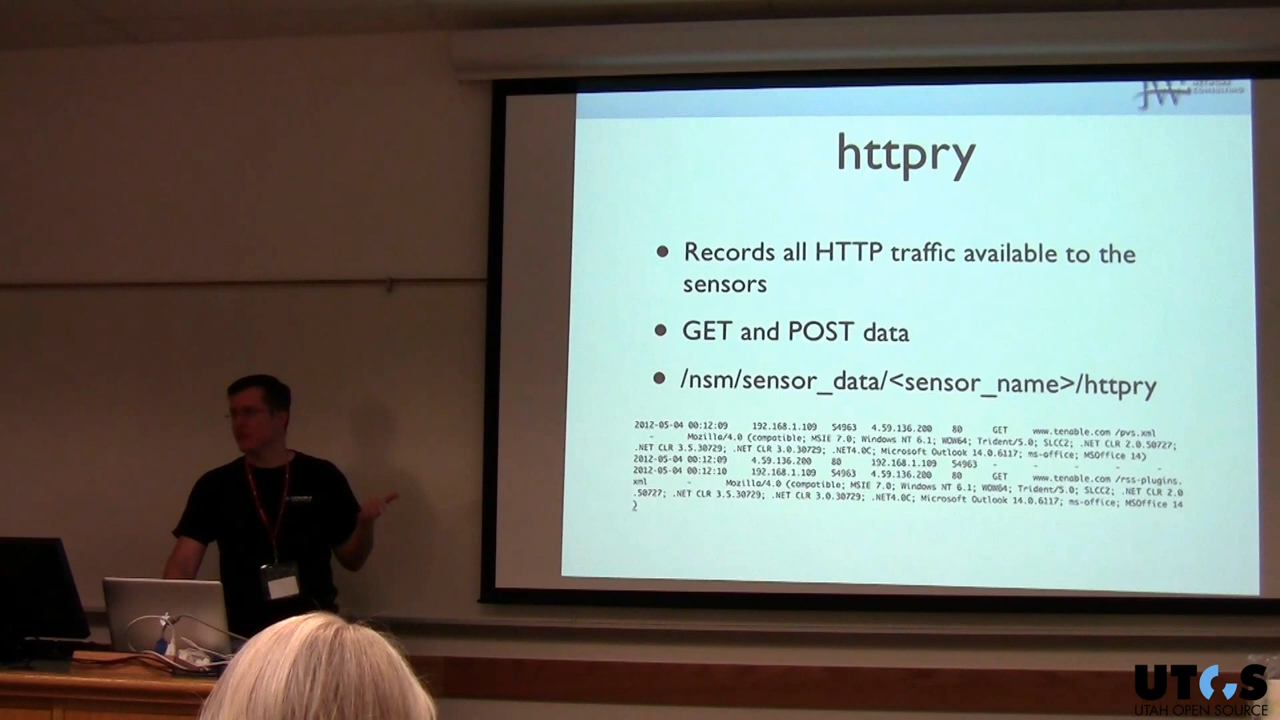 NETWORK
CONSULTING
httpry
• Records all HTTP traffic available to the
sensors
• GET and POST data
• /nsm/sensor_data/<sensor_name>/httpry
2012-05-04 00:12:09 192.168.1.109 54963 4.59.136.200 80 GET www.tenable.com /pvs.xml
- Mozilla/4.0 (compatible; MSIE 7.0; Windows NT 6.1; WOW64; Trident/5.0; SLCC2; .NET CLR 2.0.50727;
.NET CLR 3.5.30729; .NET CLR 3.0.30729; .NET4.0C; Microsoft Outlook 14.0.6117; ms-office; MSOffice 14)
2012-05-04 00:12:09 4.59.136.200 80 192.168.1.109 54963 - - - - -
2012-05-04 00:12:10 192.168.1.109 54963 4.59.136.200 80 GET www.tenable.com /rss-plugins.
xml - Mozilla/4.0 (compatible; MSIE 7.0; Windows NT 6.1; WOW64; Trident/5.0; SLCC2; .NET CLR 2.0
.50727; .NET CLR 3.5.30729; .NET CLR 3.0.30729; .NET4.0C; Microsoft Outlook 14.0.6117; ms-office; MSOffice 14
)
UTOS
UTAH OPEN SOURCE